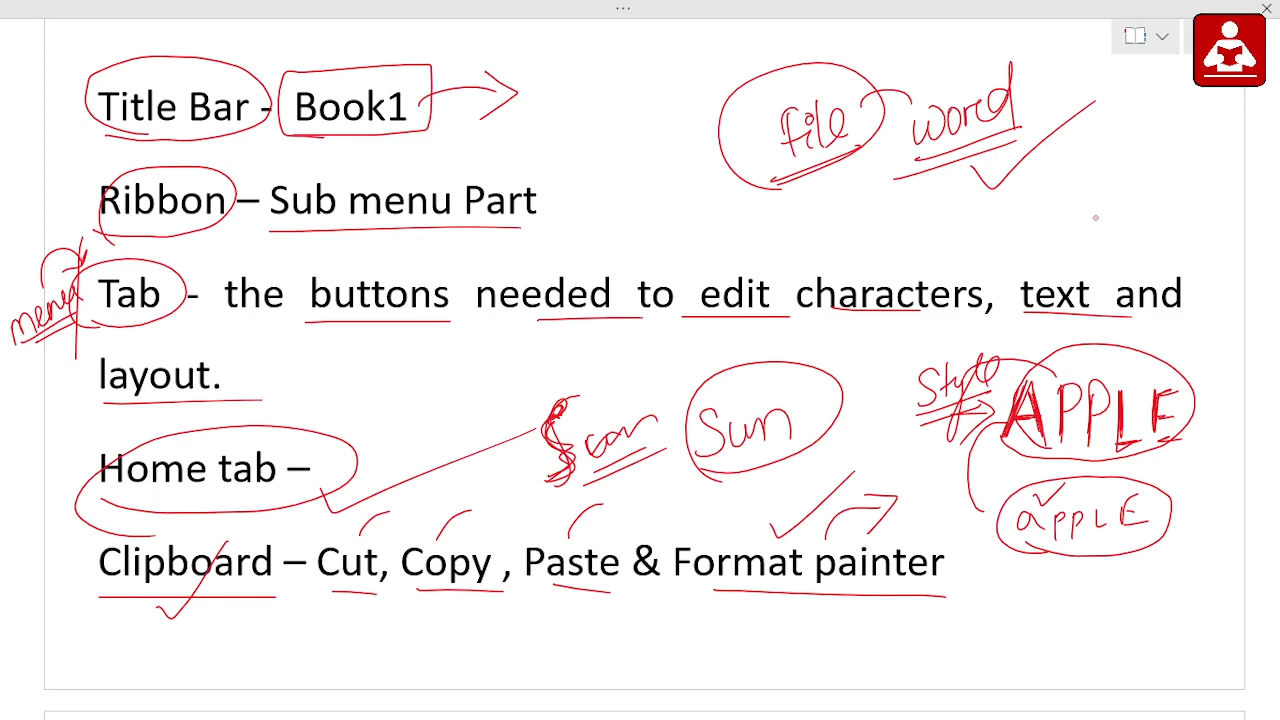 Title Bar - Book1
file word
Ribbon – Sub menu Part
menu
Tab - the buttons needed to edit characters, text and
layout.
Style APPLE
Sun
Home tab –
aPPLE
Clipboard – Cut, Copy , Paste & Format painter